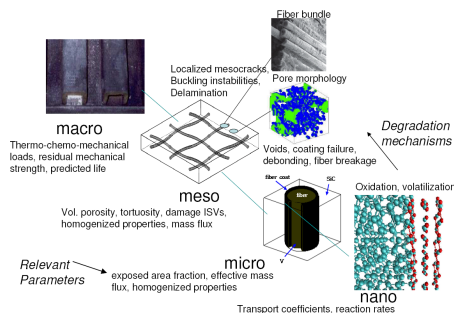 Fiber bundle
Localized mesocracks,
Buckling instabilities,
Delamination
Pore morphology
macro
Thermo-chemo-mechanical
loads, residual mechanical
strength, predicted life
Degradation
mechanisms
Voids, coating failure,
debonding, fiber breakage
meso
fiber coat
SiC
fiber
Oxidation, volatilization
Vol. porosity, tortuosity, damage ISVs,
homogenized properties, mass flux
V
micro
Relevant
Parameters
exposed area fraction, effective mass
flux, homogenized properties
nano
Transport coefficients, reaction rates